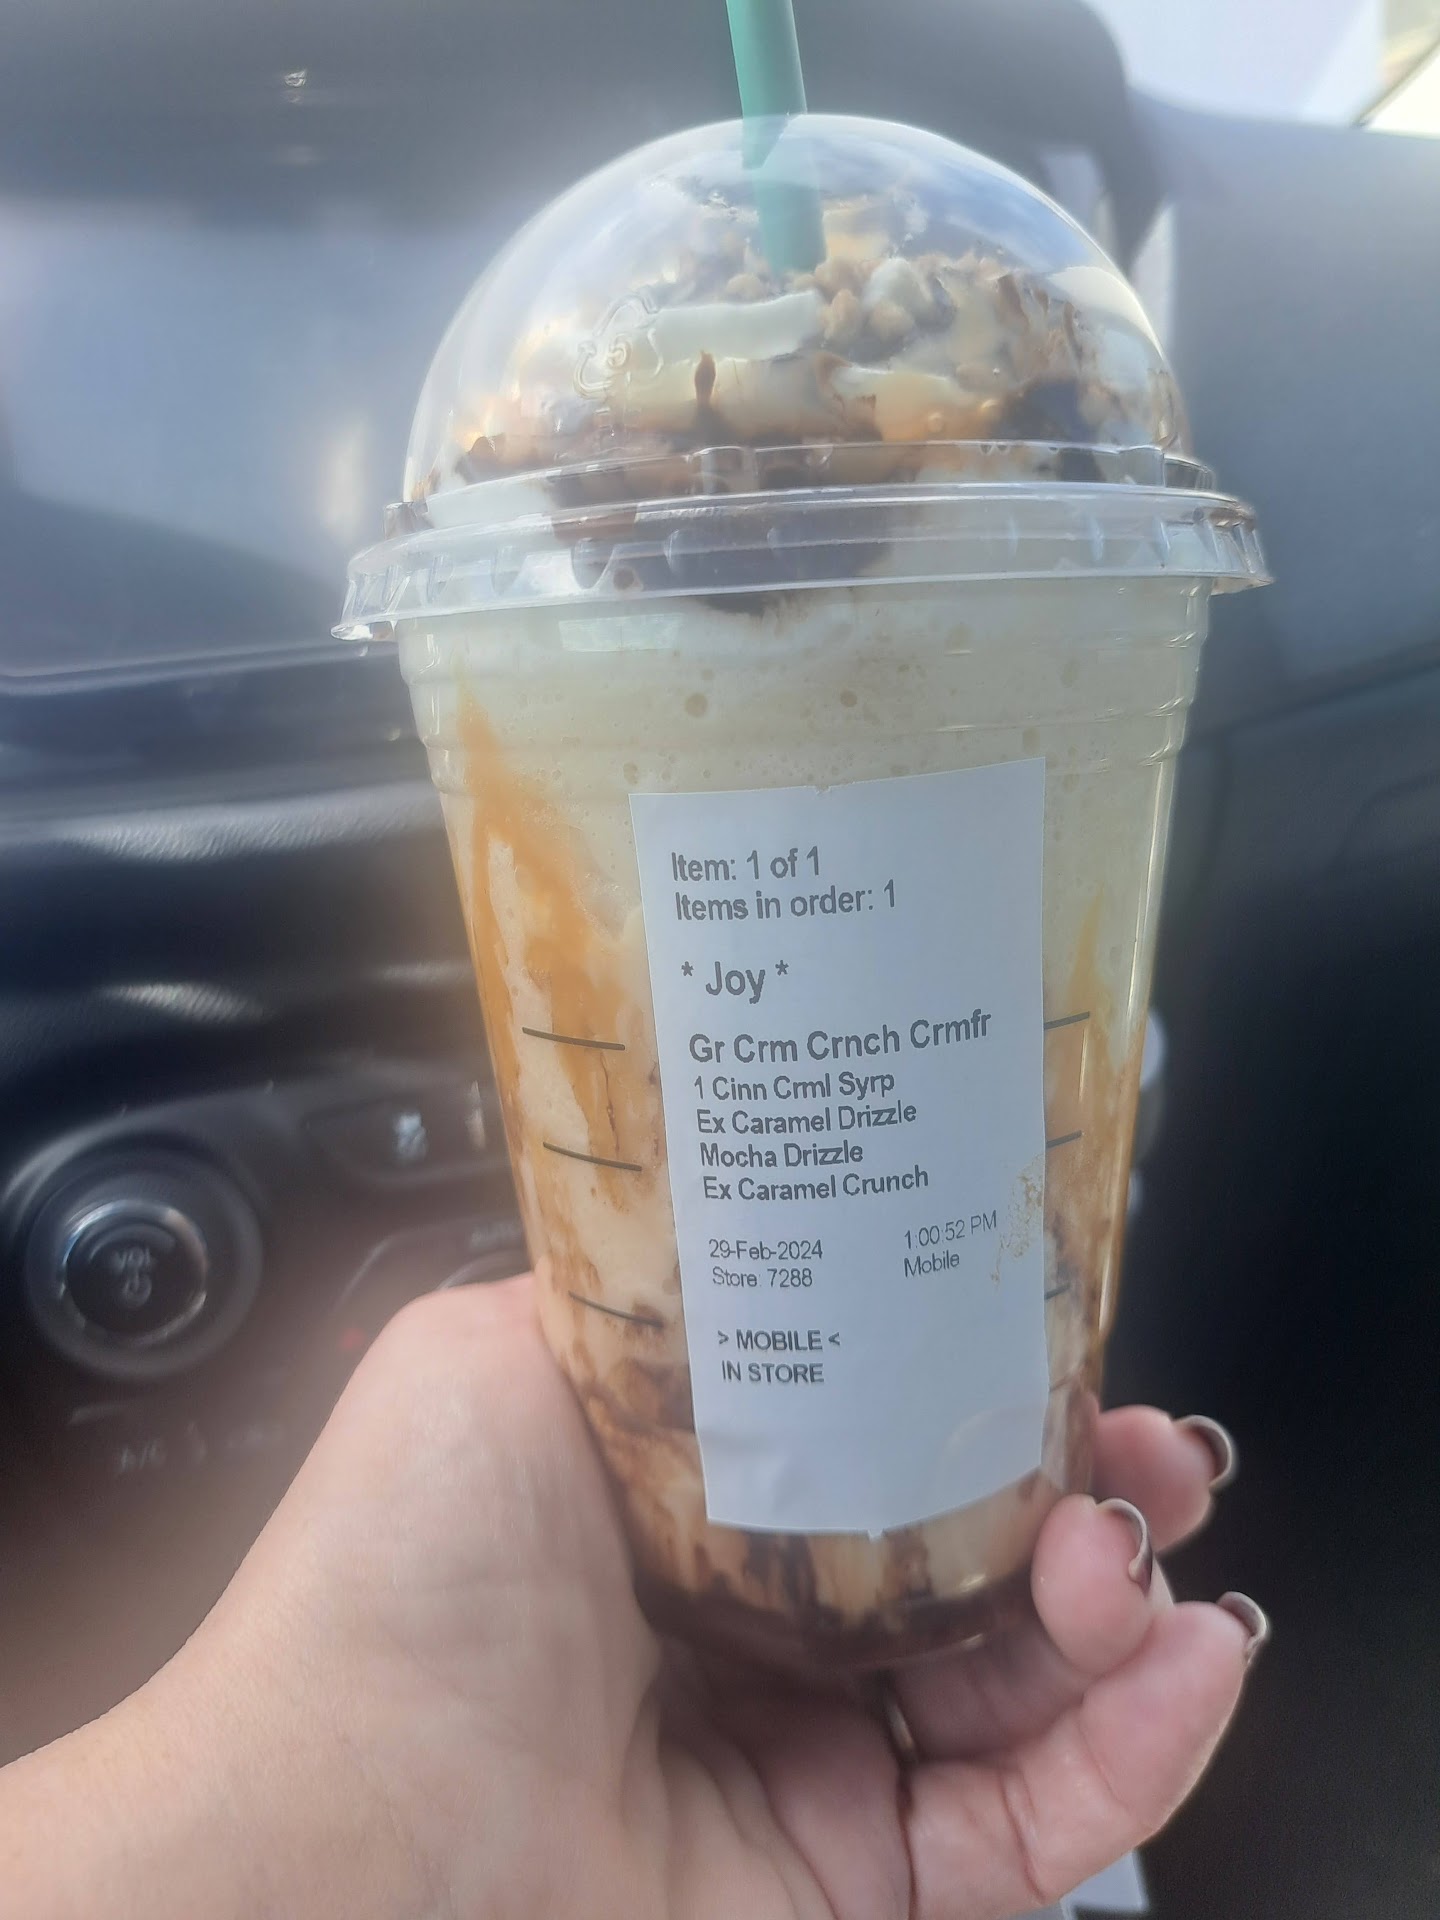 Item: 1 of 1
Items in order: 1
* Joy *
Gr Crm Crnch Crmfr
1 Cinn Crml Syrp
Ex Caramel Drizzle
Mocha Drizzle
Ex Caramel Crunch
29-Feb-2024 1:00:52 PM
Store: 7288 Mobile
> MOBILE <
IN STORE
VOL
AUTO
A/C